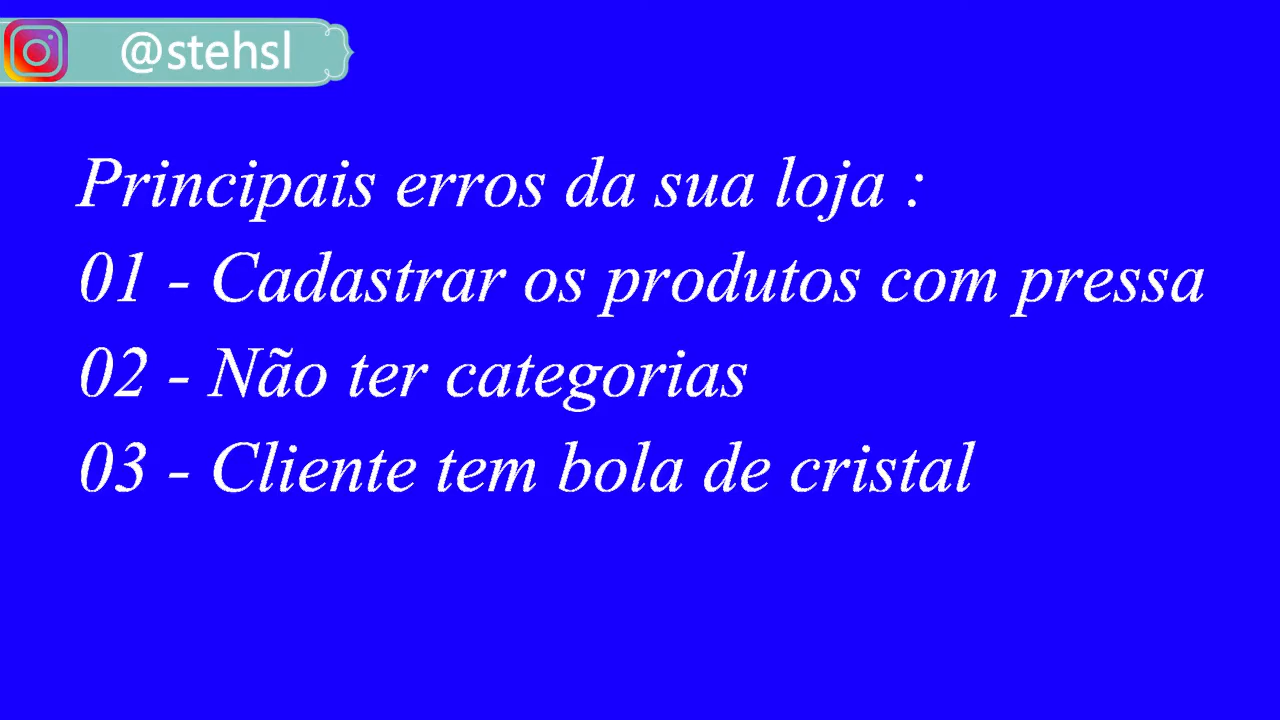 @stehsl
Principais erros da sua loja :
01 - Cadastrar os produtos com pressa
02 - Não ter categorias
03 - Cliente tem bola de cristal